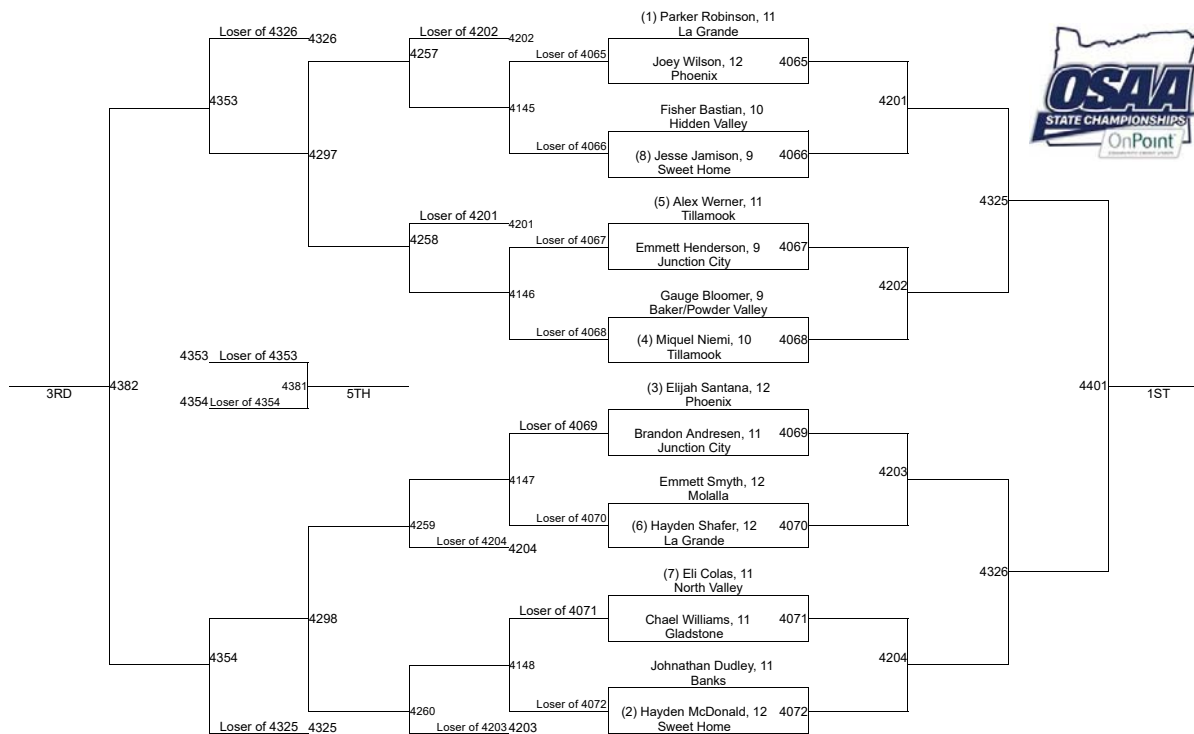 Loser of 4326
4326
Loser of 4202
4202
(1) Parker Robinson, 11
La Grande
4257
Loser of 4065
Joey Wilson, 12
4065
Phoenix
4353
4145
4201
Fisher Bastian, 10
Hidden Valley
OSAA
STATE CHAMPIONSHIPS
OnPoint
4297
Loser of 4066
(8) Jesse Jamison, 9
4066
Sweet Home
(5) Alex Werner, 11
Tillamook
4325
Loser of 4201
4201
4258
Loser of 4067
Emmett Henderson, 9
4067
Junction City
4146
4202
Gauge Bloomer, 9
Baker/Powder Valley
Loser of 4068
(4) Miquel Niemi, 10
4068
Tillamook
4353
Loser of 4353
3RD
4382
4381
5TH
4354
Loser of 4354
(3) Elijah Santana, 12
Phoenix
4401
1ST
Loser of 4069
Brandon Andresen, 11
4069
Junction City
4147
4203
Emmett Smyth, 12
Molalla
4259
Loser of 4070
(6) Hayden Shafer, 12
4070
La Grande
Loser of 4204
4204
(7) Eli Colas, 11
North Valley
4326
4298
Loser of 4071
Chael Williams, 11
4071
Gladstone
4354
4148
4204
Johnathan Dudley, 11
Banks
4260
Loser of 4072
(2) Hayden McDonald, 12
4072
Sweet Home
Loser of 4325
4325
Loser of 4203
4203